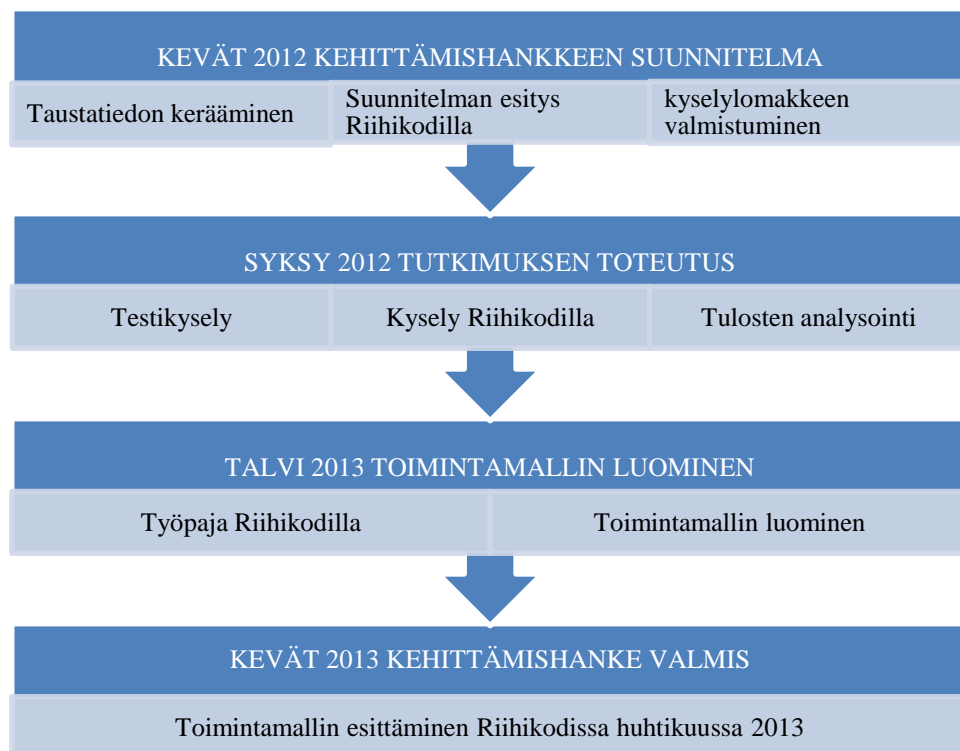 KEVÄT 2012 KEHITTÄMISHANKKEEN SUUNNITELMA
Taustatiedon kerääminen
Suunnitelman esitys
Riihikodilla
kyselylomakkeen
valmistuminen
SYKSY 2012 TUTKIMUKSEN TOTEUTUS
Testikysely
Kysely Riihikodilla
Tulosten analysointi
TALVI 2013 TOIMINTAMALLIN LUOMINEN
Työpaja Riihikodilla
Toimintamallin luominen
KEVÄT 2013 KEHITTÄMISHANKE VALMIS
Toimintamallin esittäminen Riihikodissa huhtikuussa 2013